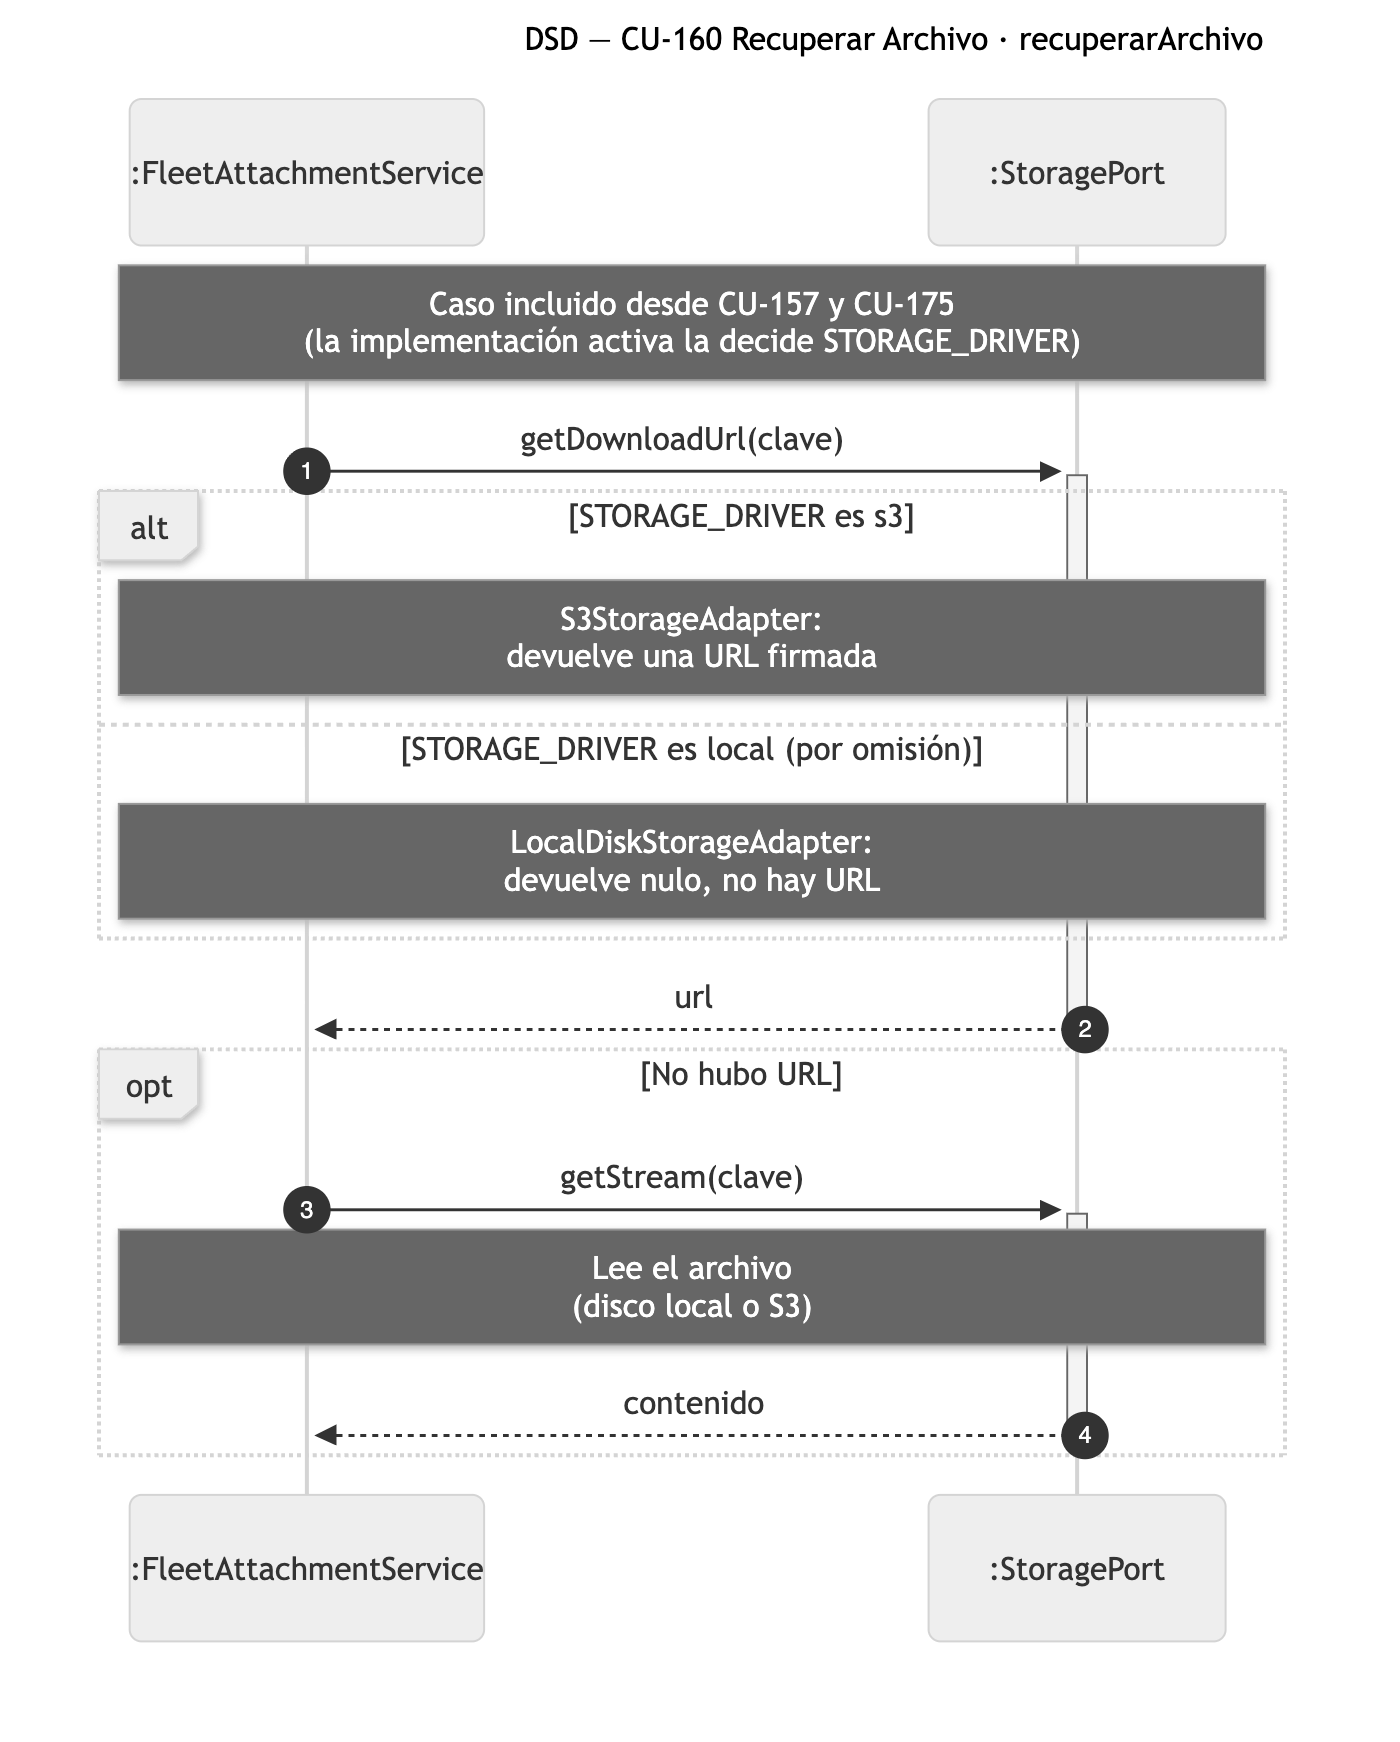 DSD — CU-160 Recuperar Archivo · recuperarArchivo
:FleetAttachmentService
:StoragePort
Caso incluido desde CU-157 y CU-175
(la implementación activa la decide STORAGE_DRIVER)
getDownloadUrl(clave)
1
alt
[STORAGE_DRIVER es s3]
S3StorageAdapter:
devuelve una URL firmada
[STORAGE_DRIVER es local (por omisión)]
LocalDiskStorageAdapter:
devuelve nulo, no hay URL
url
2
opt
[No hubo URL]
getStream(clave)
3
Lee el archivo
(disco local o S3)
contenido
4
:FleetAttachmentService
:StoragePort